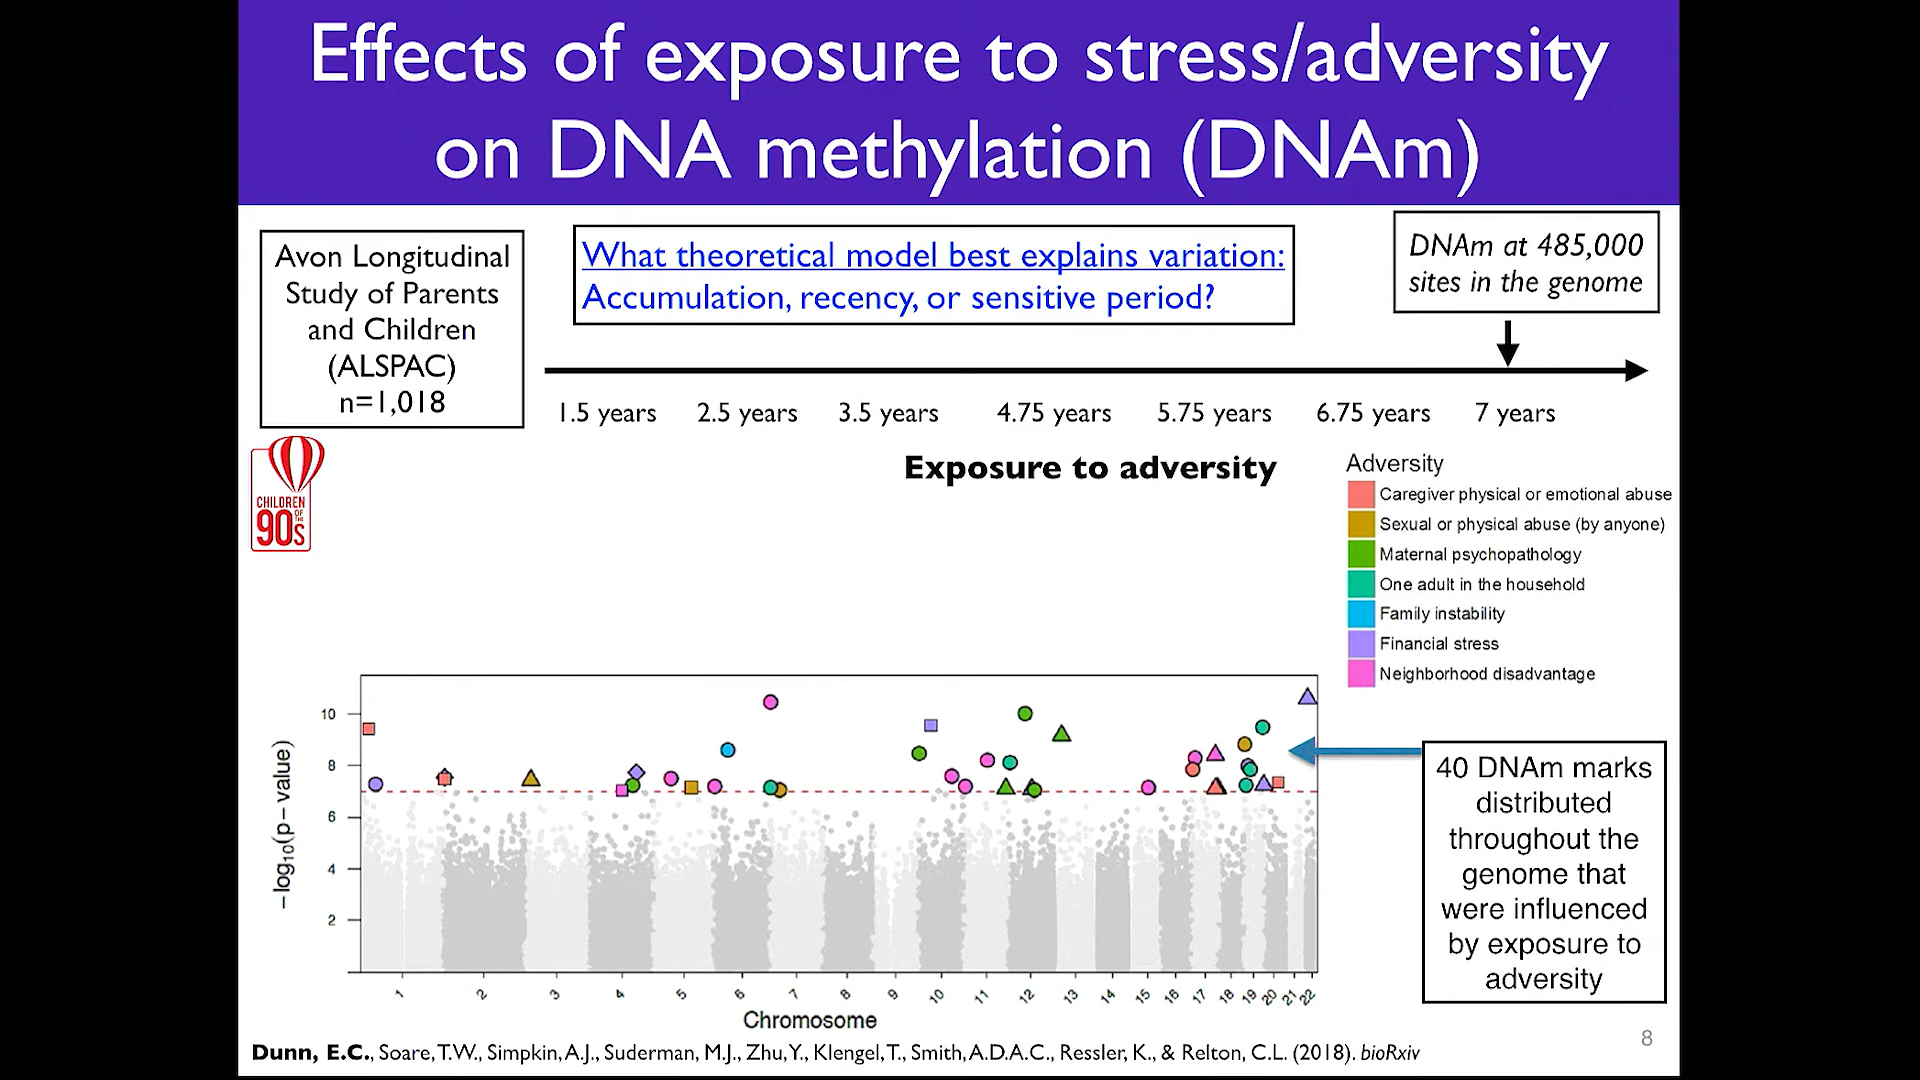 Effects of exposure to stress/adversity
on DNA methylation (DNAm)
Avon Longitudinal
Study of Parents
and Children
(ALSPAC)
n=1,018
What theoretical model best explains variation:
Accumulation, recency, or sensitive period?
DNAm at 485,000
sites in the genome
1.5 years 2.5 years 3.5 years 4.75 years 5.75 years 6.75 years 7 years
CHILDREN
OF THE
90s
Exposure to adversity
Adversity
Caregiver physical or emotional abuse
Sexual or physical abuse (by anyone)
Maternal psychopathology
One adult in the household
Family instability
Financial stress
Neighborhood disadvantage
−log10(p− value)
10
8
6
4
2
1 2 3 4 5 6 7 8 9 10 11 12 13 14 15 16 17 18 19 20 21 22
Chromosome
40 DNAm marks
distributed
throughout the
genome that
were influenced
by exposure to
adversity
Dunn, E.C., Soare, T.W., Simpkin, A.J., Suderman, M.J., Zhu, Y., Klengel, T., Smith, A.D.A.C., Ressler, K., & Relton, C.L. (2018). bioRxiv
8